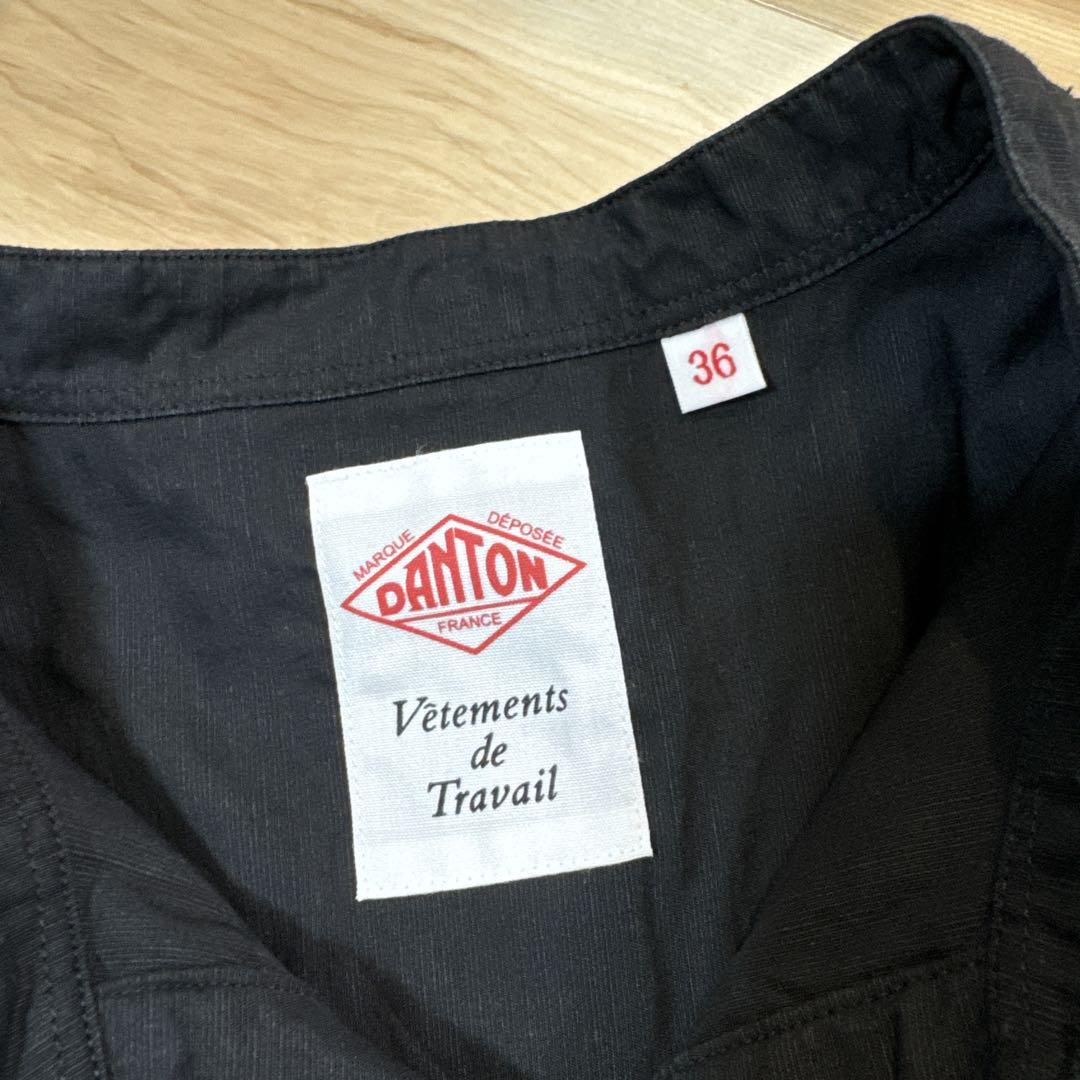 36
MARQUE DÉPOSÉE
DANTON
FRANCE
Vêtements
de
Travail